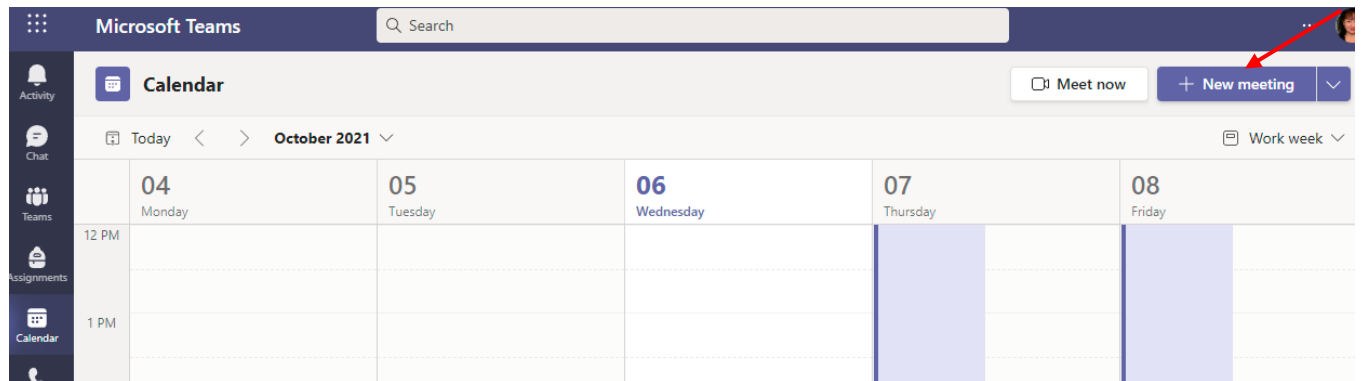 Microsoft Teams
Search
Activity
Chat
Teams
Assignments
Calendar
Calendar
Meet now
+ New meeting
Today
October 2021
Work week
04
Monday
05
Tuesday
06
Wednesday
07
Thursday
08
Friday
12 PM
1 PM